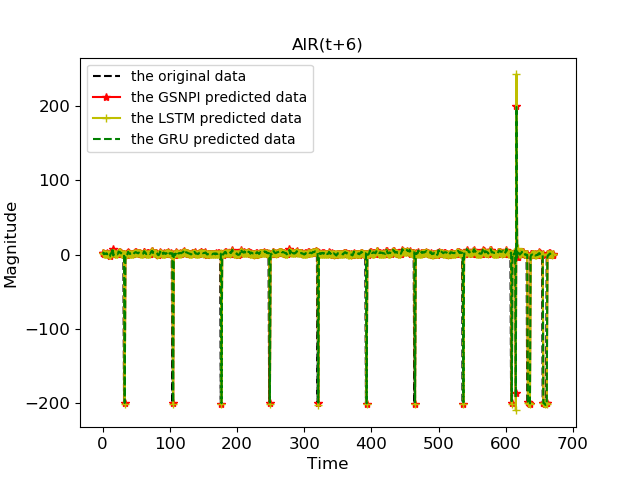 AIR(t+6)
the original data
the GSNPI predicted data
the LSTM predicted data
the GRU predicted data
200
100
0
−100
−200
Magnitude
0 100 200 300 400 500 600 700
Time